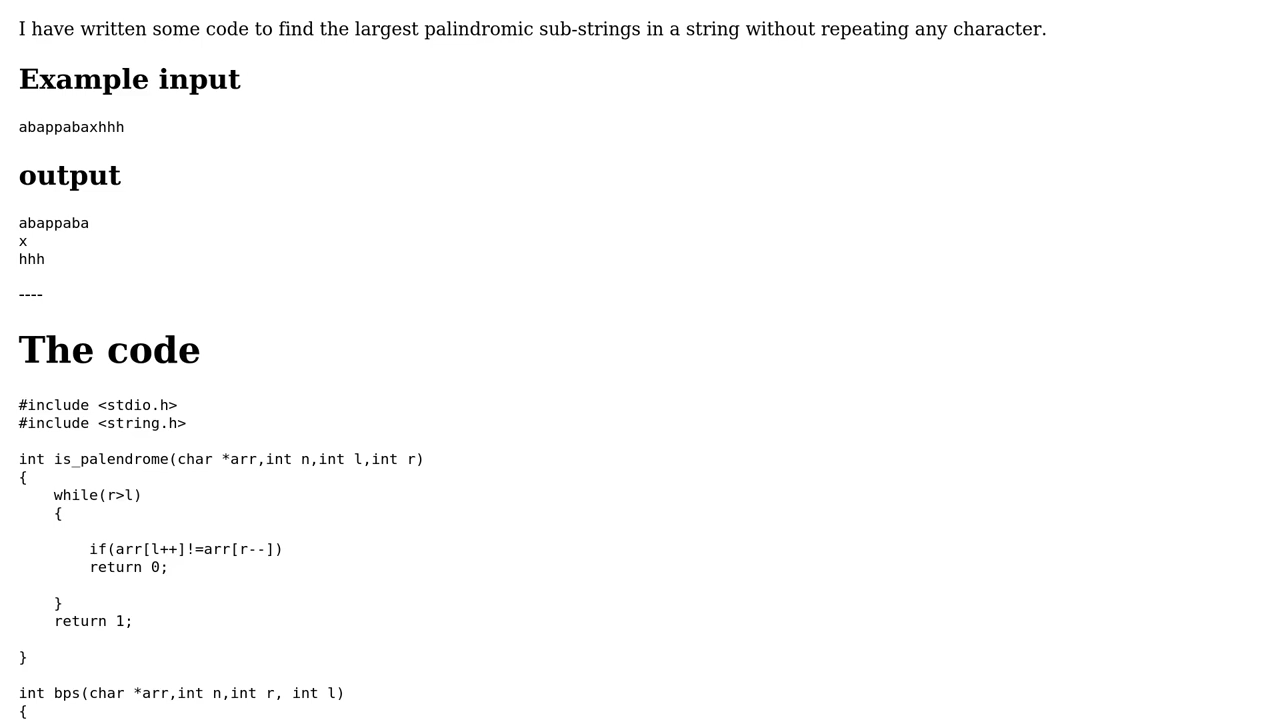 I have written some code to find the largest palindromic sub-strings in a string without repeating any character.
Example input
abappabaxhhh
output
abappaba
x
hhh
----
The code
#include <stdio.h>
#include <string.h>
int is_palendrome(char *arr,int n,int l,int r)
{
    while(r>l)
    {
        if(arr[l++]!=arr[r--])
        return 0;
    }
    return 1;
}
int bps(char *arr,int n,int r, int l)
{